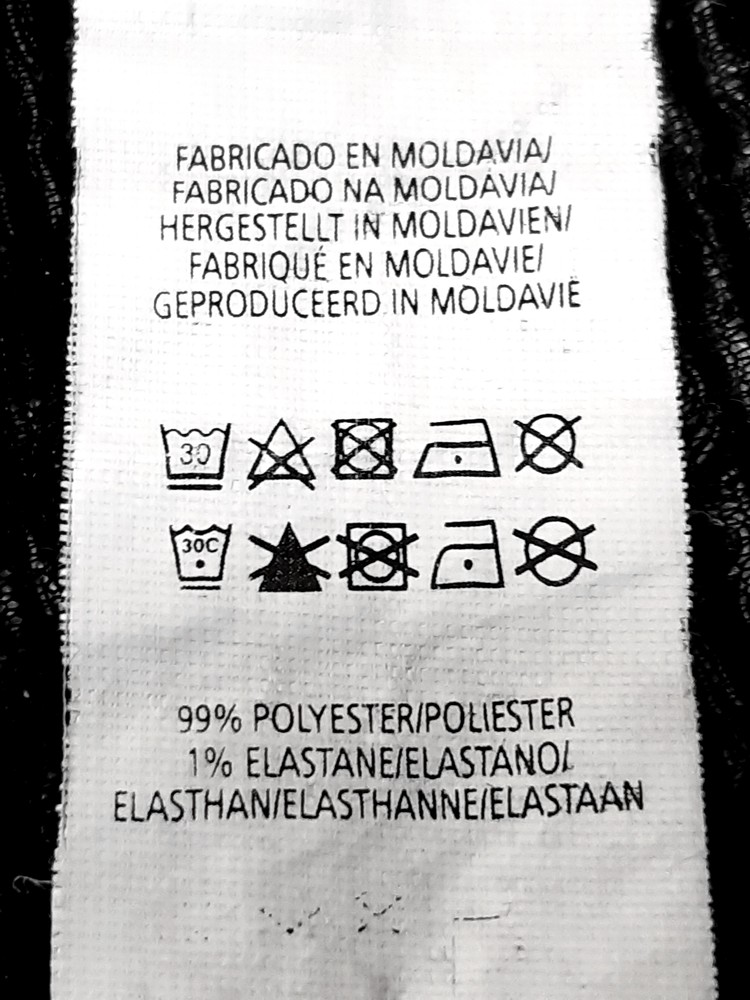 FABRICADO EN MOLDAVIA/
FABRICADO NA MOLDÁVIA/
HERGESTELLT IN MOLDAVIEN/
FABRIQUÉ EN MOLDAVIE/
GEPRODUCEERD IN MOLDAVIË
30
30C
99% POLYESTER/POLIESTER
1% ELASTANE/ELASTANO/
ELASTHAN/ELASTHANNE/ELASTAAN